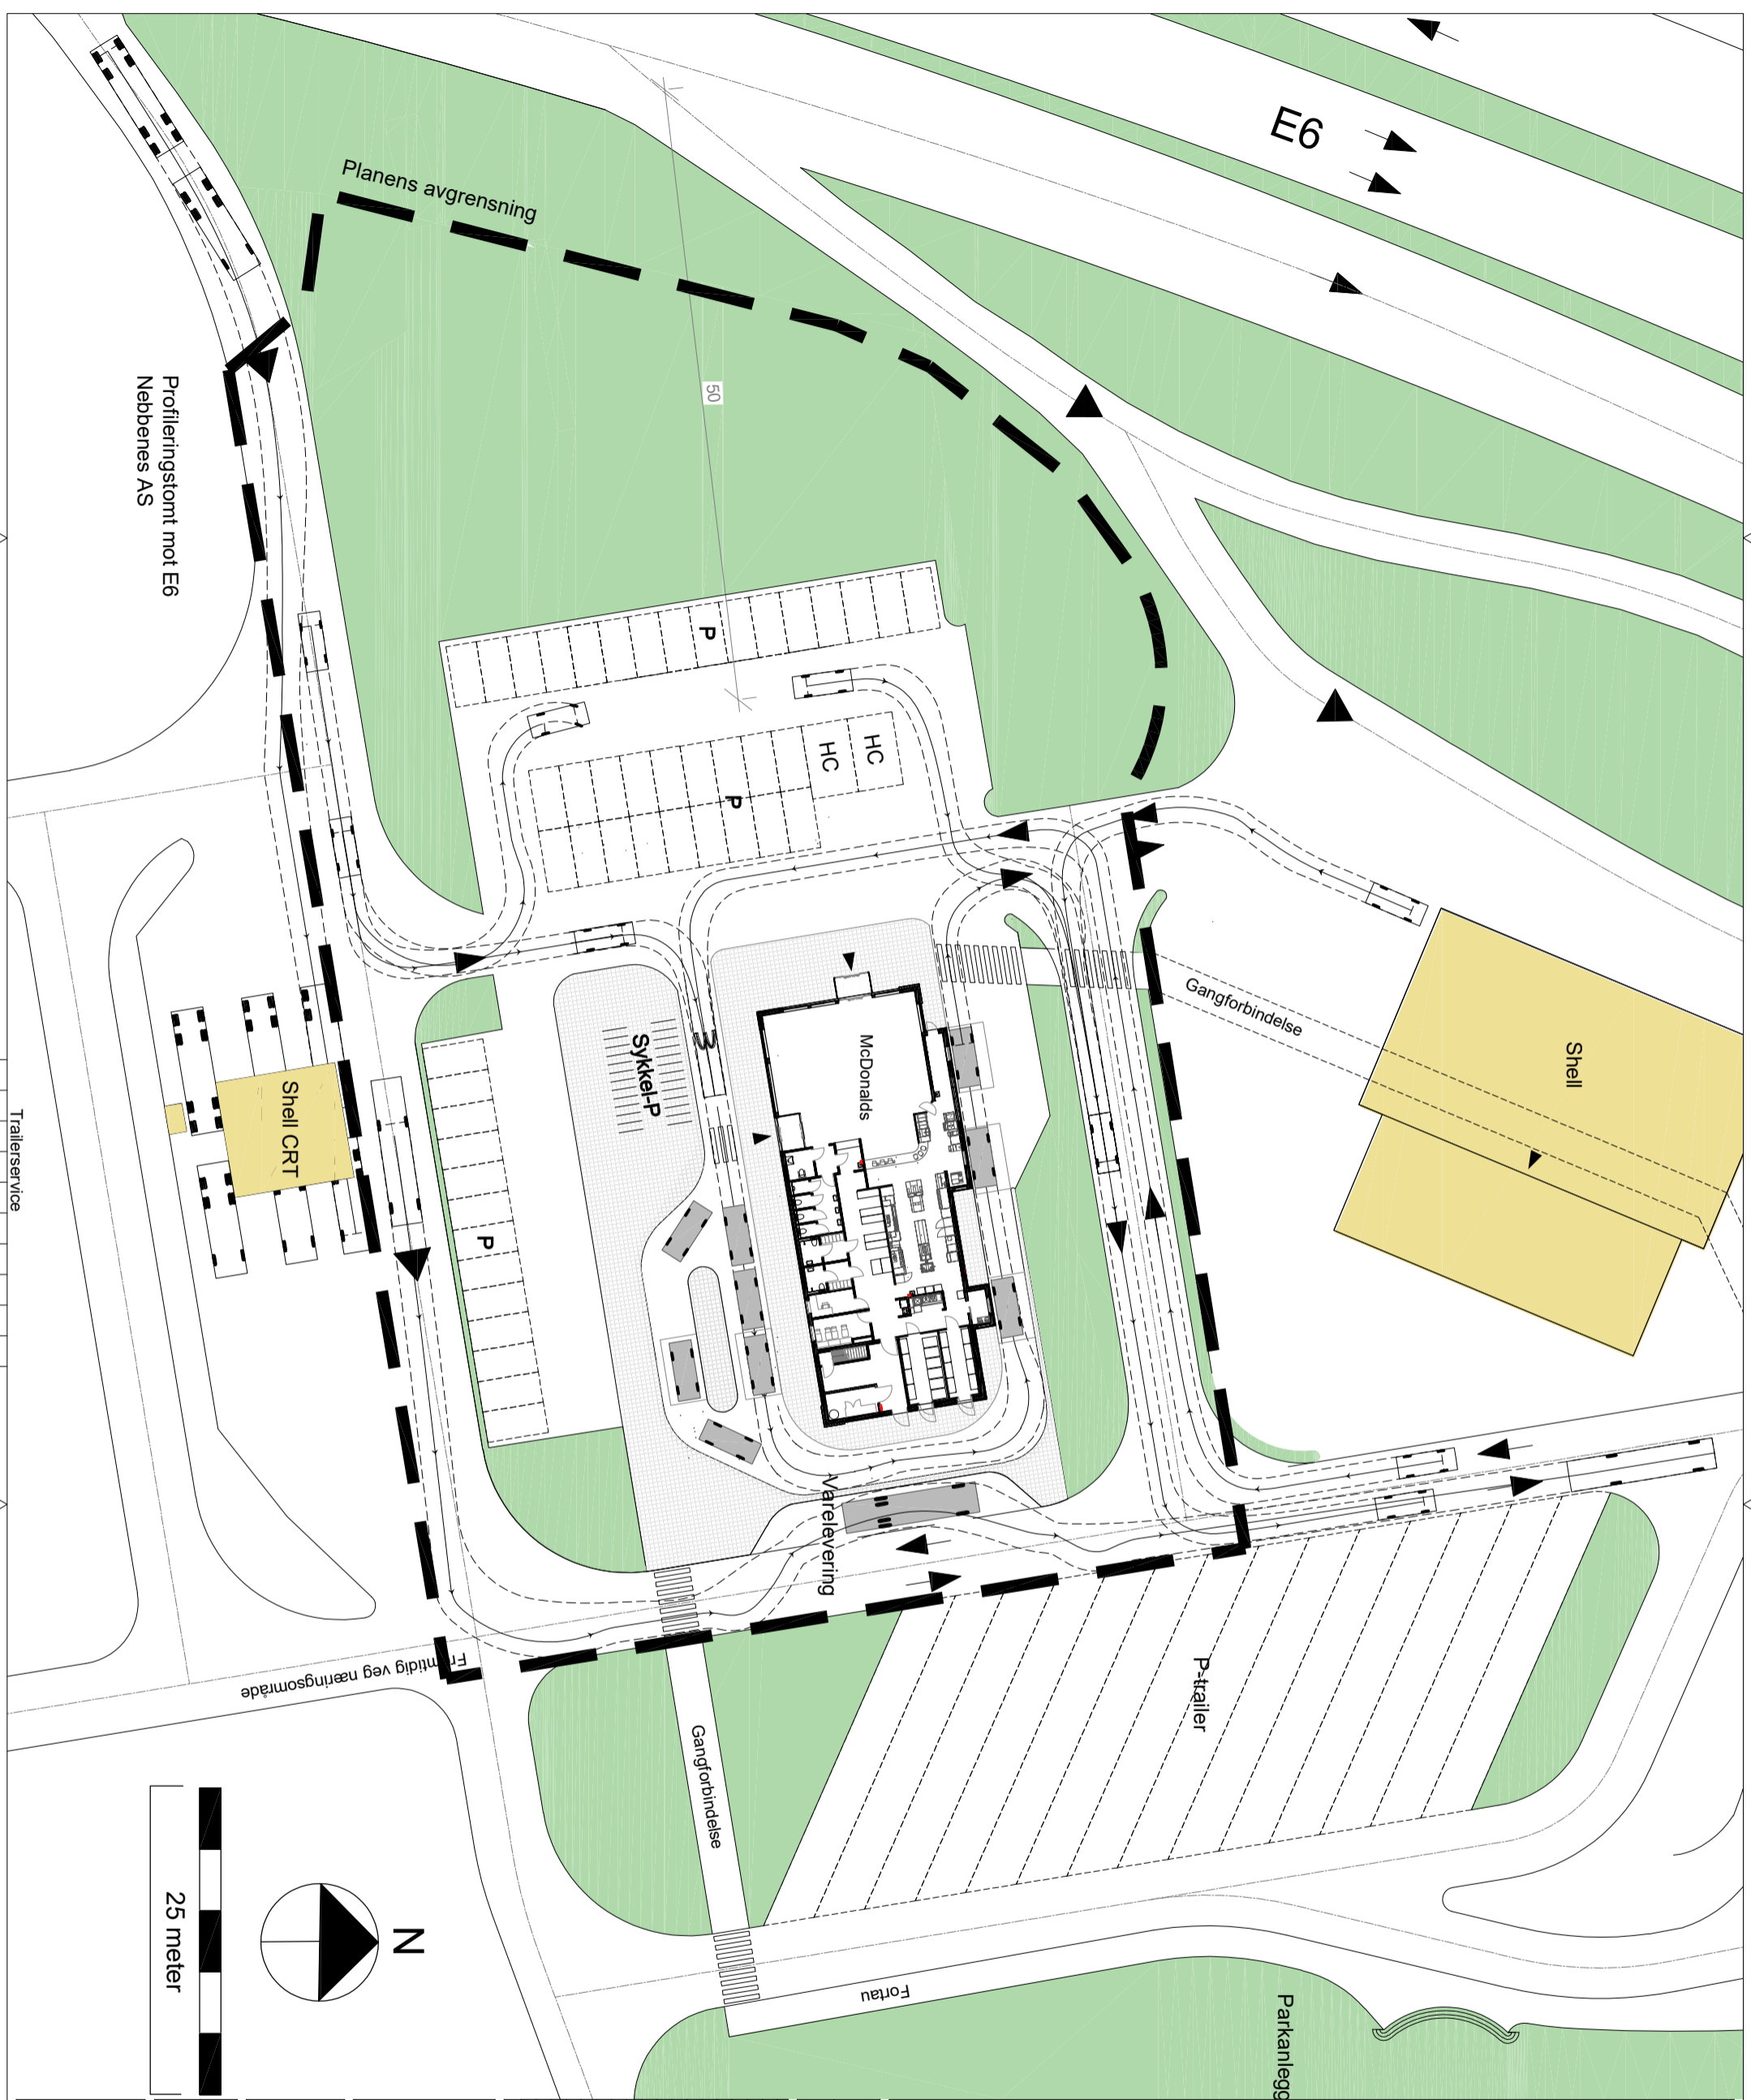 E6
Planens avgrensning
50
Profileringstomt mot E6
Nebbenes AS
P
HC
HC
P
Gangforbindelse
Shell
McDonalds
Sykkel-P
3
Shell CRT
Trailerservice
P
Varelevering
P-trailer
Fremtidig veg næringsområde
Gangforbindelse
25 meter
N
Fortau
Parkanlegg